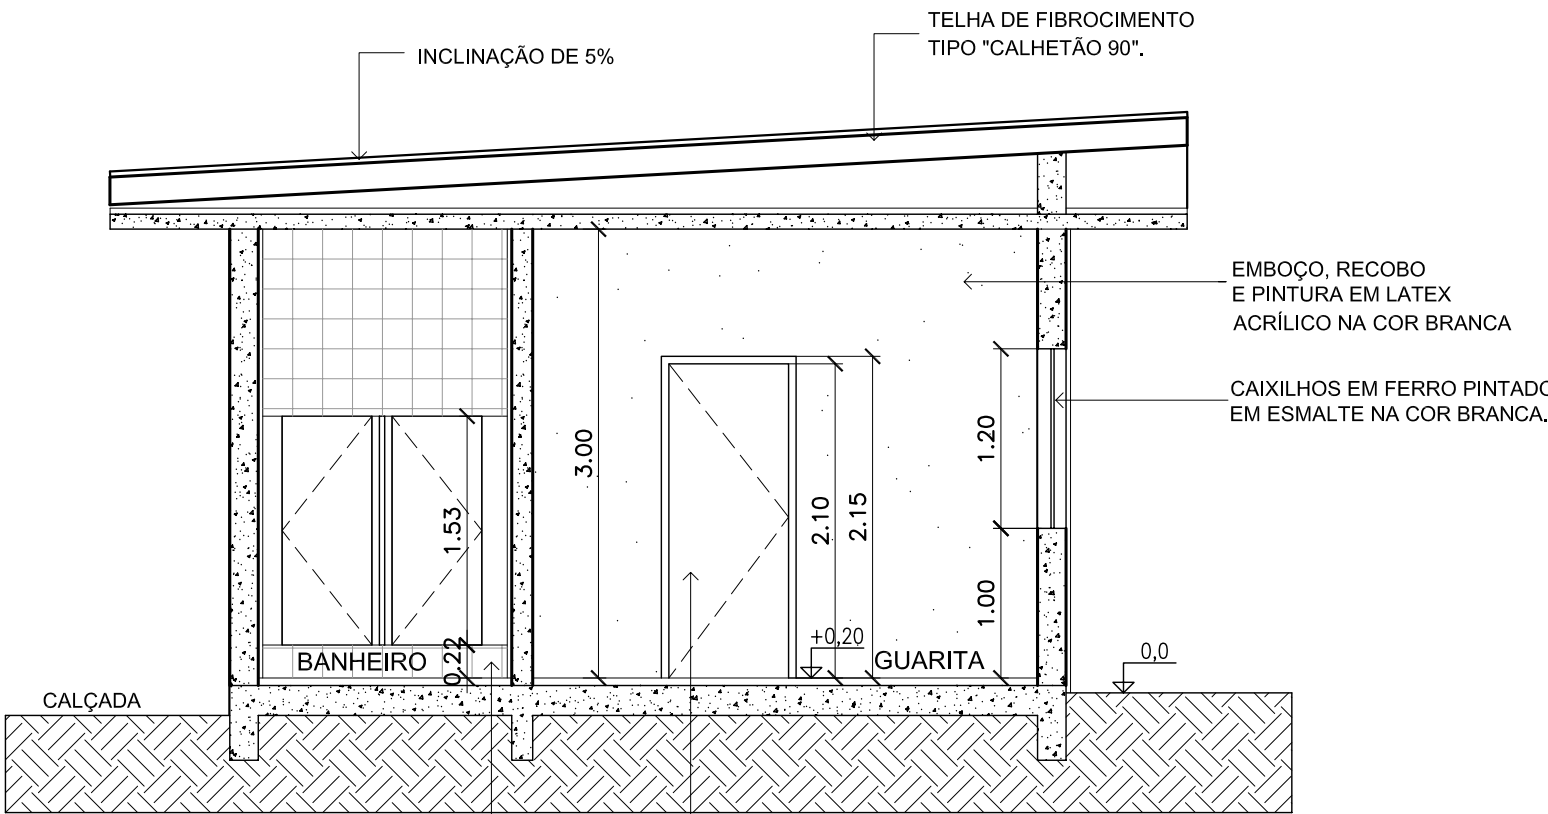 TELHA DE FIBROCIMENTO
TIPO "CALHETÃO 90".
INCLINAÇÃO DE 5%
EMBOÇO, RECOBO
E PINTURA EM LATEX
ACRÍLICO NA COR BRANCA
CAIXILHOS EM FERRO PINTADO
EM ESMALTE NA COR BRANCA.
3.00
1.20
1.53
2.10
2.15
1.00
+0,20
0,0
0.22
BANHEIRO
GUARITA
CALÇADA